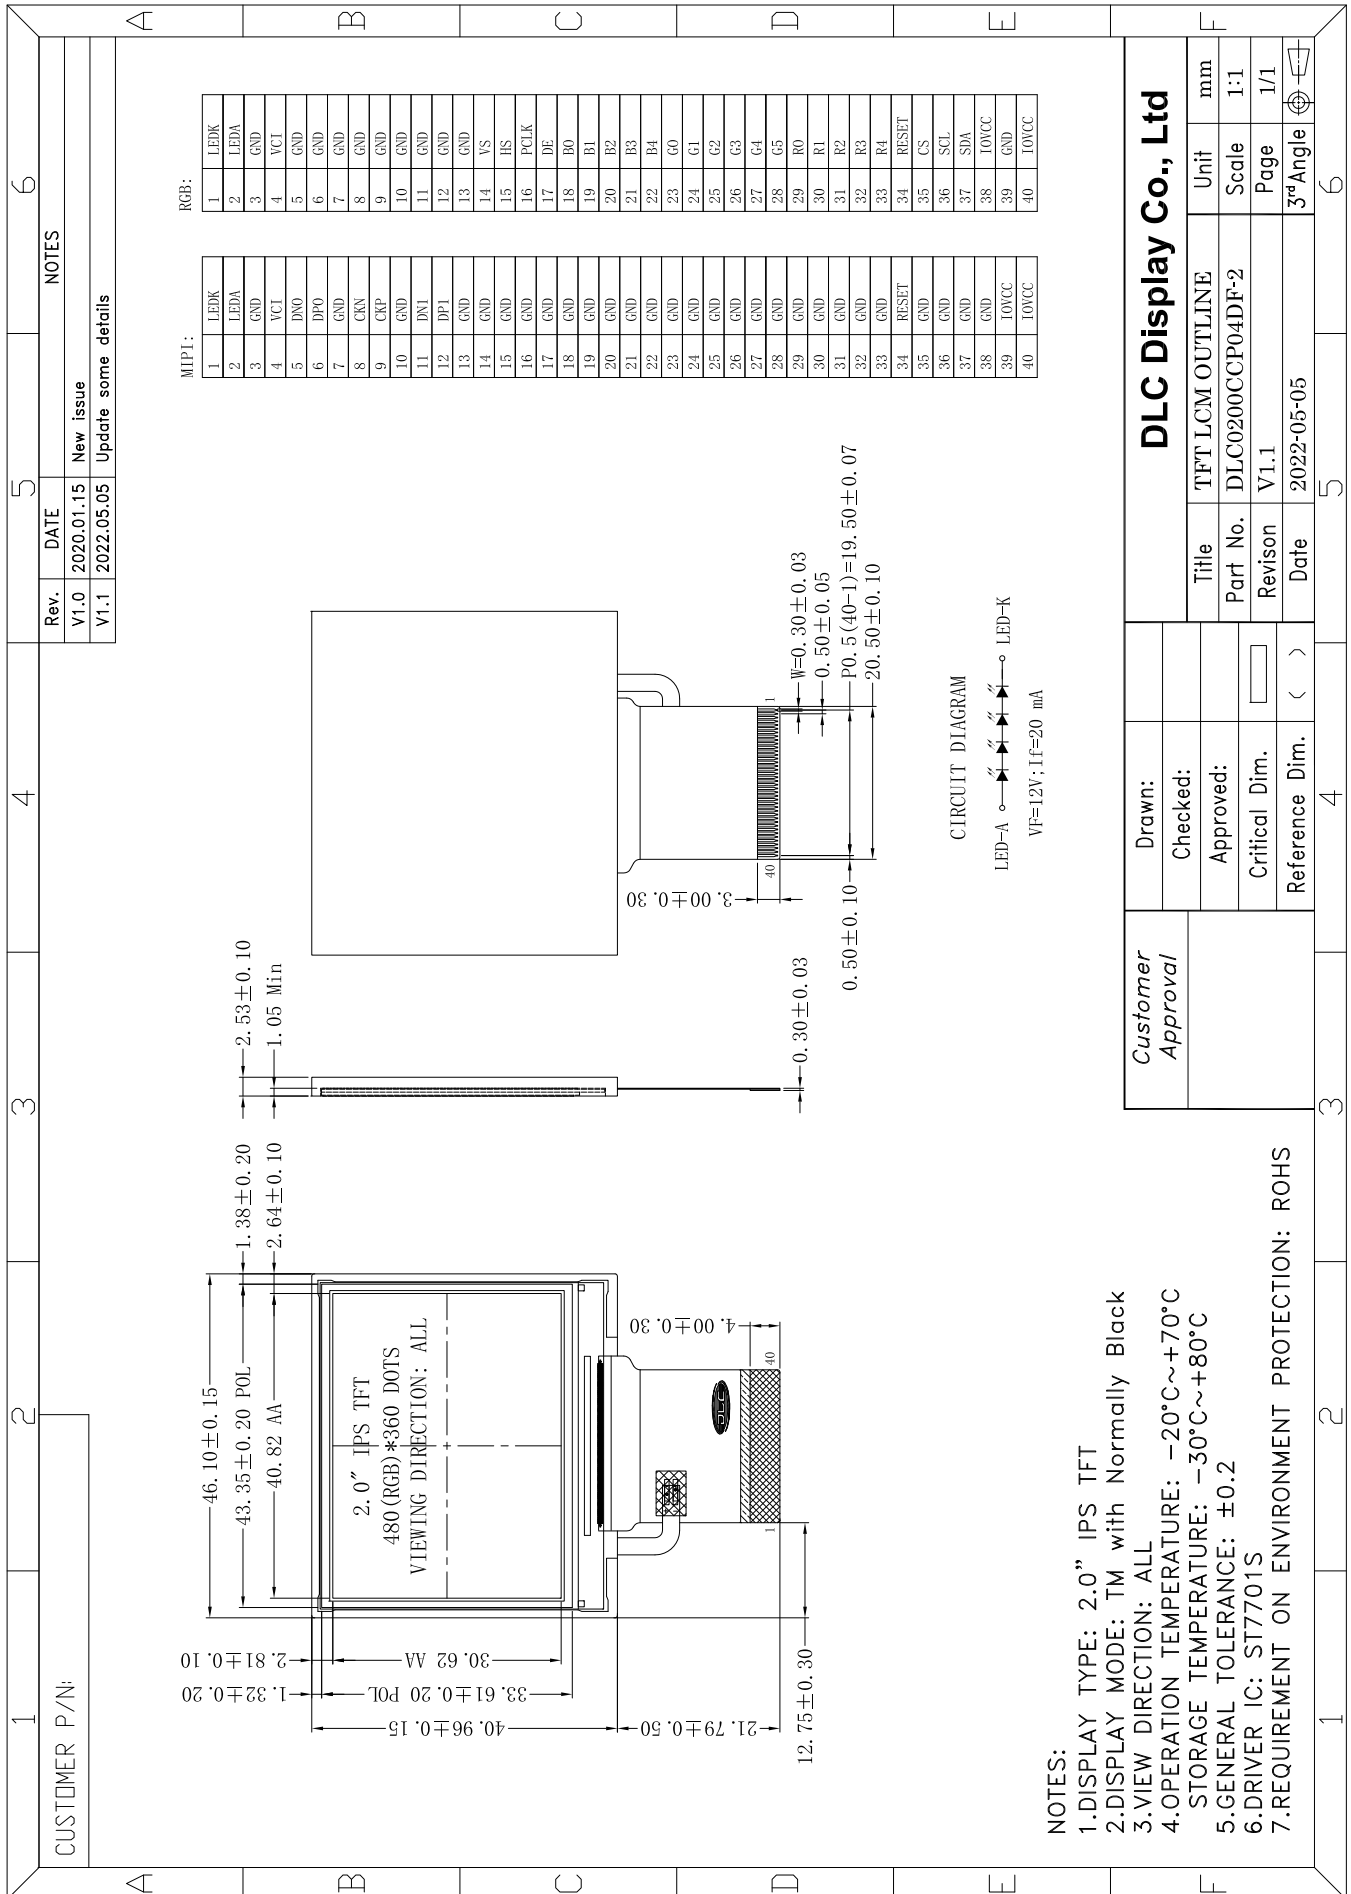 1
2
3
4
5
6
A
B
C
D
E
F
CUSTOMER P/N:
Rev. DATE NOTES
V1.0 2020.01.15 New issue
V1.1 2022.05.05 Update some details
46.10±0.15
43.35±0.20 POL
40.82 AA
1.38±0.20
2.64±0.10
2.53±0.10
1.05 Min
2.81±0.10
1.32±0.20
30.62 AA
33.61±0.20 POL
40.96±0.15
21.79±0.50
12.75±0.30
2.0" IPS TFT
480(RGB)*360 DOTS
VIEWING DIRECTION: ALL
4.00±0.30
DLC
1
40
0.30±0.03
3.00±0.30
40
1
0.50±0.10
W=0.30±0.03
0.50±0.05
P0.5(40-1)=19.50±0.07
20.50±0.10
CIRCUIT DIAGRAM
LED-A
LED-K
VF=12V;If=20 mA
MIPI:
1 LEDK
2 LEDA
3 GND
4 VCI
5 DN0
6 DP0
7 GND
8 CKN
9 CKP
10 GND
11 DN1
12 DP1
13 GND
14 GND
15 GND
16 GND
17 GND
18 GND
19 GND
20 GND
21 GND
22 GND
23 GND
24 GND
25 GND
26 GND
27 GND
28 GND
29 GND
30 GND
31 GND
32 GND
33 GND
34 RESET
35 GND
36 GND
37 GND
38 GND
39 IOVCC
40 IOVCC
RGB:
1 LEDK
2 LEDA
3 GND
4 VCI
5 GND
6 GND
7 GND
8 GND
9 GND
10 GND
11 GND
12 GND
13 GND
14 VS
15 HS
16 PCLK
17 DE
18 B0
19 B1
20 B2
21 B3
22 B4
23 G0
24 G1
25 G2
26 G3
27 G4
28 G5
29 R0
30 R1
31 R2
32 R3
33 R4
34 RESET
35 CS
36 SCL
37 SDA
38 IOVCC
39 GND
40 IOVCC
NOTES:
1.DISPLAY TYPE: 2.0" IPS TFT
2.DISPLAY MODE: TM with Normally Black
3.VIEW DIRECTION: ALL
4.OPERATION TEMPERATURE: -20°C~+70°C
STORAGE TEMPERATURE: -30°C~+80°C
5.GENERAL TOLERANCE: ±0.2
6.DRIVER IC: ST7701S
7.REQUIREMENT ON ENVIRONMENT PROTECTION: ROHS
Customer
Approval
Drawn:
Checked:
Approved:
Critical Dim.
Reference Dim. < >
DLC Display Co., Ltd
Title TFT LCM OUTLINE Unit mm
Part No. DLC0200CCP04DF-2 Scale 1:1
Revison V1.1 Page 1/1
Date 2022-05-05 3rd Angle
1
2
3
4
5
6
A
B
C
D
E
F